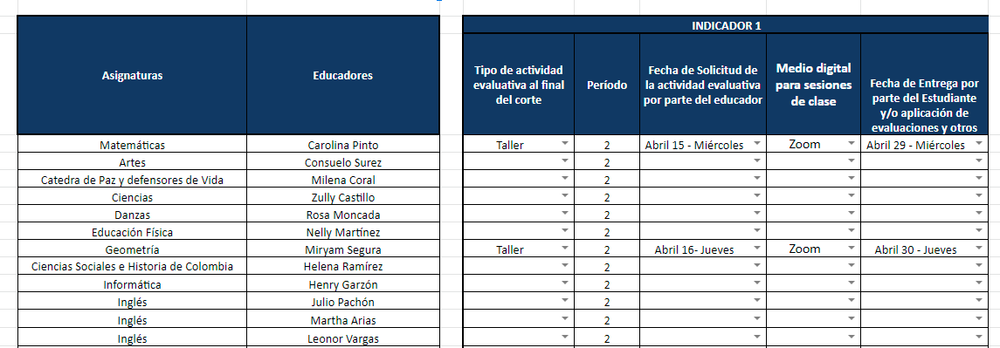 INDICADOR 1
Asignaturas Educadores Tipo de actividad evaluativa al final del corte Período Fecha de Solicitud de la actividad evaluativa por parte del educador Medio digital para sesiones de clase Fecha de Entrega por parte del Estudiante y/o aplicación de evaluaciones y otros
Matemáticas Carolina Pinto Taller 2 Abril 15 - Miércoles Zoom Abril 29 - Miércoles
Artes Consuelo Surez 2
Catedra de Paz y defensores de Vida Milena Coral 2
Ciencias Zully Castillo 2
Danzas Rosa Moncada 2
Educación Física Nelly Martínez 2
Geometría Miryam Segura Taller 2 Abril 16- Jueves Zoom Abril 30 - Jueves
Ciencias Sociales e Historia de Colombia Helena Ramírez 2
Informática Henry Garzón 2
Inglés Julio Pachón 2
Inglés Martha Arias 2
Inglés Leonor Vargas 2